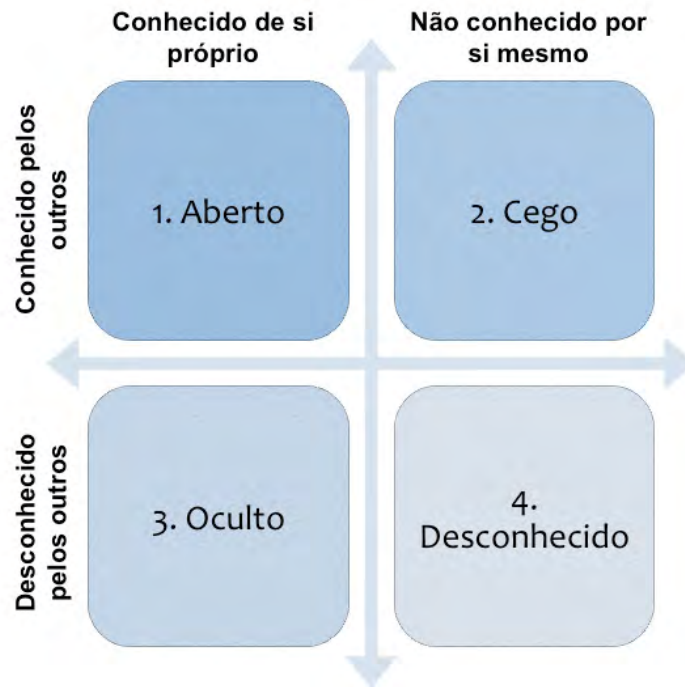 Conhecido de si
próprio
Não conhecido por
si mesmo
Conhecido pelos
outros
1. Aberto
2. Cego
Desconhecido
pelos outros
3. Oculto
4.
Desconhecido